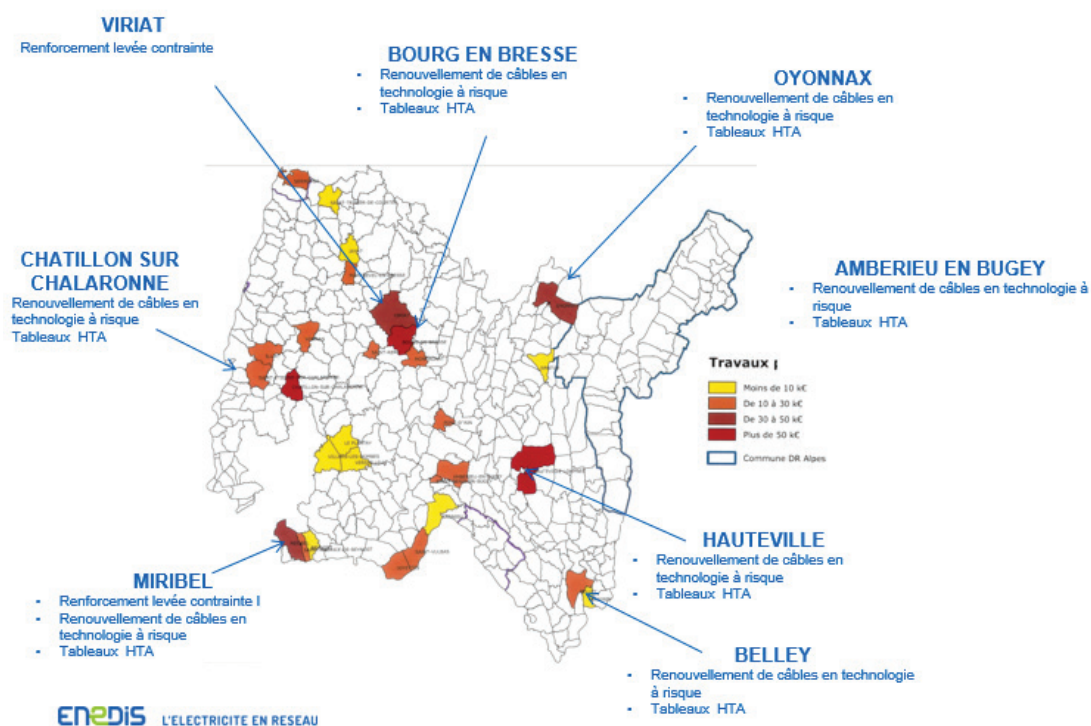 VIRIAT
Renforcement levée contrainte
BOURG EN BRESSE
- Renouvellement de câbles en
technologie à risque
- Tableaux HTA
OYONNAX
- Renouvellement de câbles en
technologie à risque
- Tableaux HTA
CHATILLON SUR
CHALARONNE
Renouvellement de câbles en
technologie à risque
Tableaux HTA
AMBERIEU EN BUGEY
- Renouvellement de câbles en technologie à
risque
- Tableaux HTA
Travaux
Moins de 10 k€
De 10 à 30 k€
De 30 à 50 k€
Plus de 50 k€
Commune DR Alpes
HAUTEVILLE
- Renouvellement de câbles en
technologie à risque
- Tableaux HTA
MIRIBEL
- Renforcement levée contrainte I
- Renouvellement de câbles en
technologie à risque
- Tableaux HTA
BELLEY
- Renouvellement de câbles en technologie
à risque
- Tableaux HTA
ENEDIS L'ELECTRICITE EN RESEAU